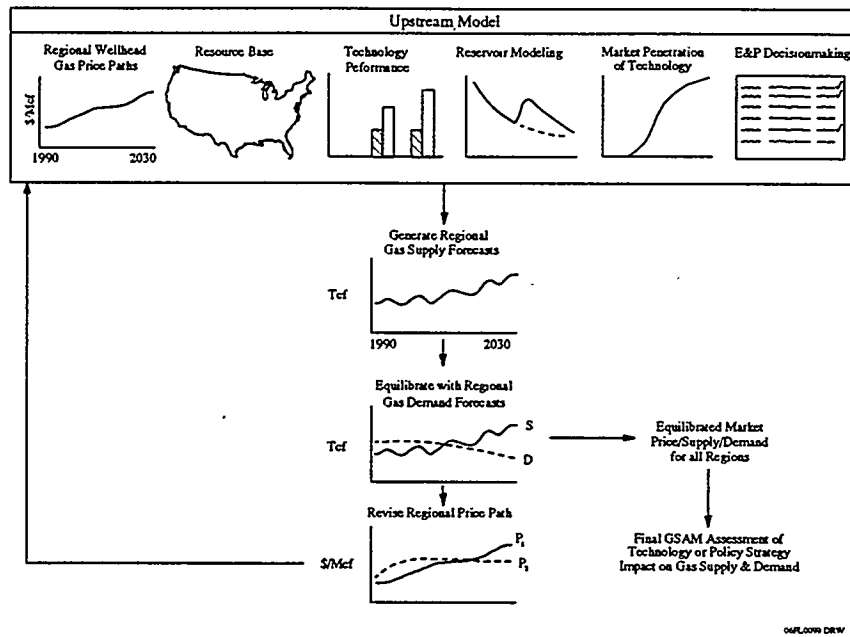 Upstream Model
Regional Wellhead
Gas Price Paths
Resource Base
Technology
Peformance
Reservoir Modeling
Market Penetration
of Technology
E&P Decisionmaking
$/Mcf
1990 2030
Generate Regional
Gas Supply Forecasts
Tcf
1990 2030
Equilibrate with Regional
Gas Demand Forecasts
Tcf
S
D
Equilibrated Market
Price/Supply/Demand
for all Regions
Revise Regional Price Path
$/Mcf
Final GSAM Assessment of
Technology or Policy Strategy
Impact on Gas Supply & Demand